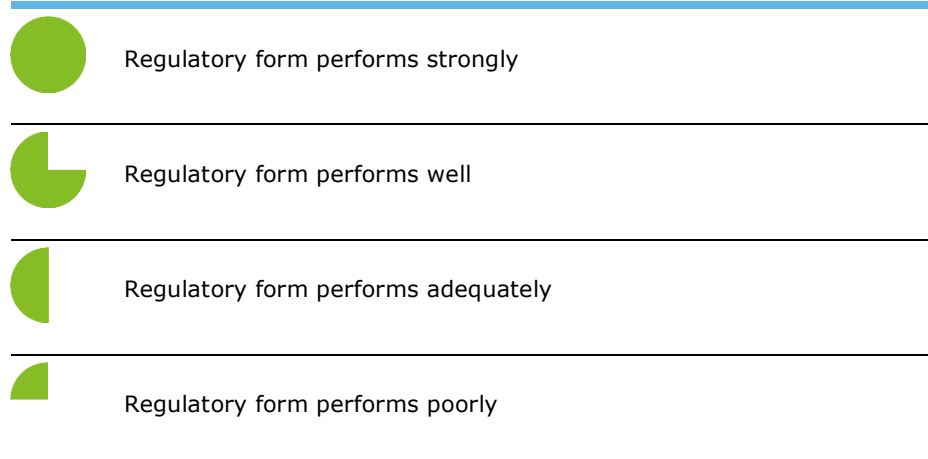 Regulatory form performs strongly
Regulatory form performs well
Regulatory form performs adequately
Regulatory form performs poorly